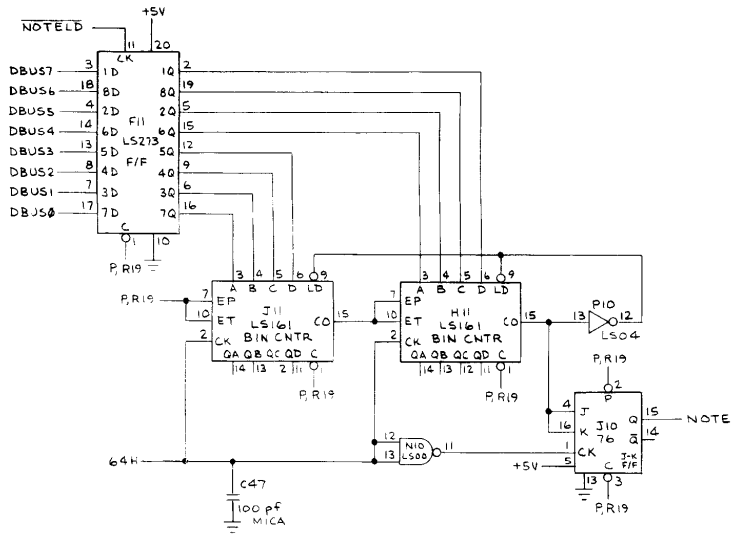 +5V
NOTELD
11 20
CK
DBUS7 3 1D 1Q 2
DBUS6 18 8D 8Q 19
DBUS5 4 2D 2Q 5
DBUS4 14 6D F11 6Q 15
DBUS3 13 5D LS273 5Q 12
DBUS2 8 4D F/F 4Q 9
DBUS1 7 3D 3Q 6
DBUS0 17 7D 7Q 16
C
1 10
P,R19
3 4 5 6 9
A B C D LD
P,R19
7 EP
10 ET
2 CK
J11
LS161
BIN CNTR
CO 15
QA QB QC QD C
14 13 2 11 1
P,R19
3 4 5 6 9
A B C D LD
7 EP
10 ET
2 CK
H11
LS161
BIN CNTR
CO 15
QA QB QC QD C
14 13 12 11 1
P,R19
P10
13 12
LS04
P,R19
2
P
4 J
16 K
1 CK
5
J10
76
J-K
F/F
Q 15 NOTE
Q̅ 14
+5V
13 C 3
P,R19
64H
12
13
N10
LS00
11
C47
100 pf
MICA